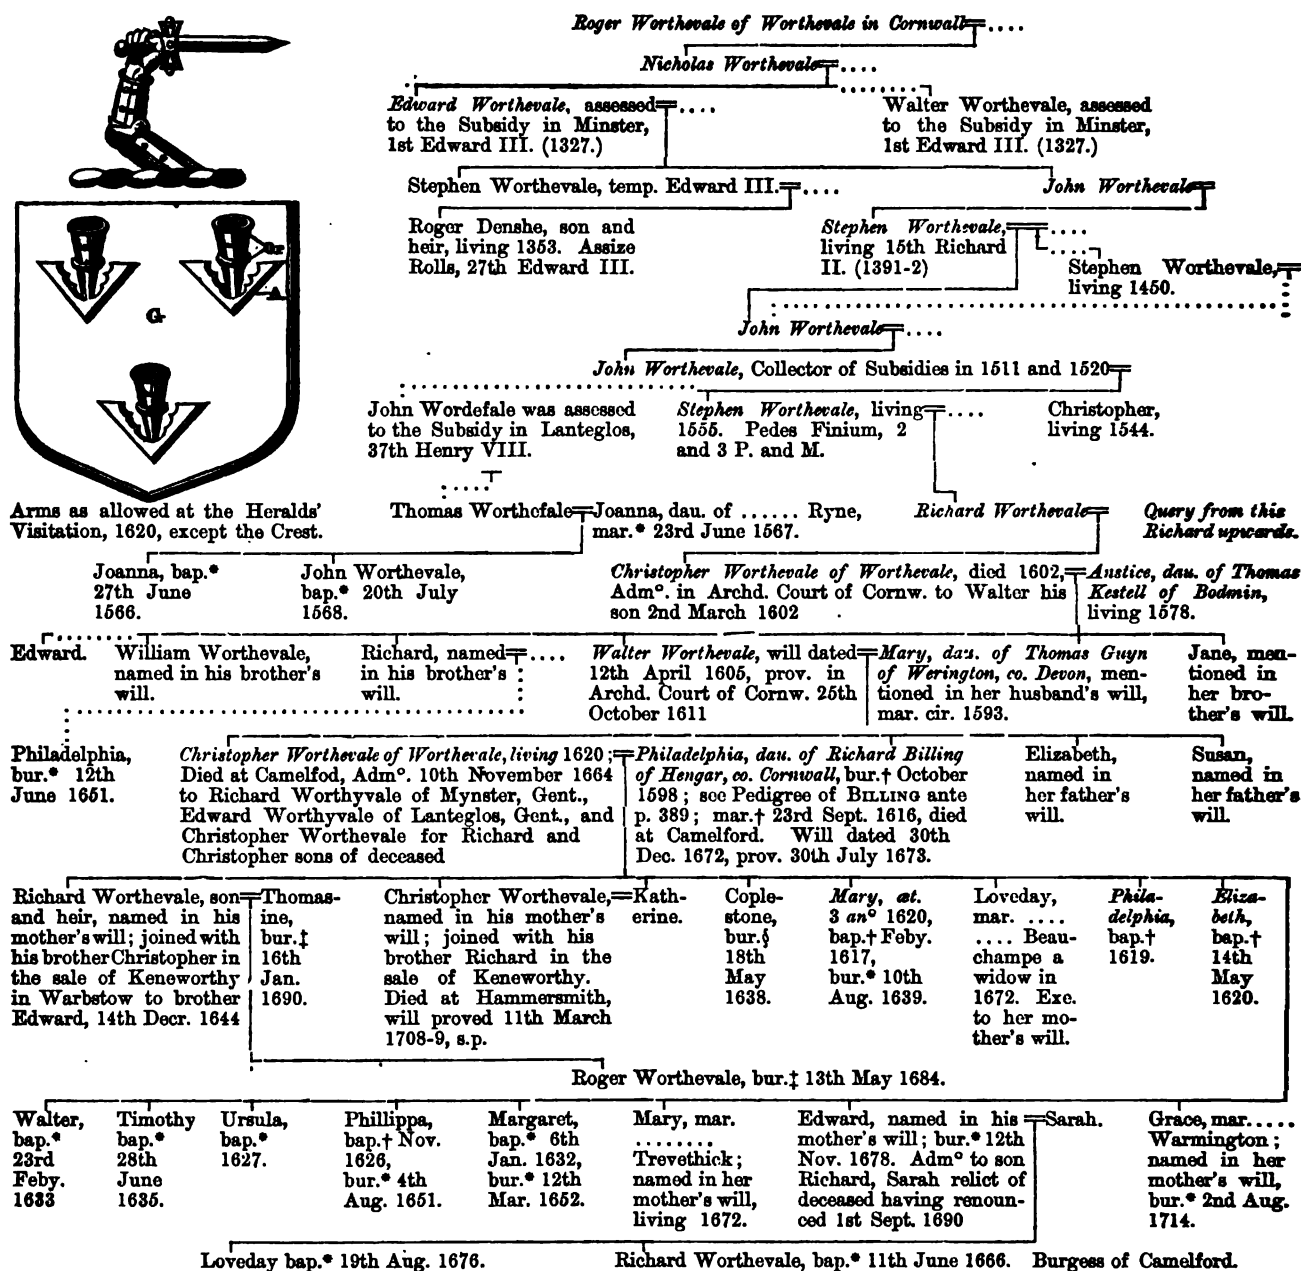 Roger Worthevale of Worthevale in Cornwall=....
Nicholas Worthevale=....
Edward Worthevale, assessed=....
to the Subsidy in Minster,
1st Edward III. (1327.)
Walter Worthevale, assessed
to the Subsidy in Minster,
1st Edward III. (1327.)
Stephen Worthevale, temp. Edward III.=....
John Worthevale=
Roger Denshe, son and
heir, living 1353. Assize
Rolls, 27th Edward III.
Stephen Worthevale,=....
living 15th Richard
II. (1391-2)
Stephen Worthevale,=
living 1450.
Or
A
G
John Worthevale=....
John Worthevale, Collector of Subsidies in 1511 and 1520=
John Wordefale was assessed
to the Subsidy in Lanteglos,
37th Henry VIII.
Stephen Worthevale, living=....
1555. Pedes Finium, 2
and 3 P. and M.
Christopher,
living 1544.
Arms as allowed at the Heralds'
Visitation, 1620, except the Crest.
Thomas Worthefale=Joanna, dau. of ...... Ryne,
mar.* 23rd June 1567.
Richard Worthevale=
Query from this
Richard upwards.
Joanna, bap.*
27th June
1566.
John Worthevale,
bap.* 20th July
1568.
Christopher Worthevale of Worthevale, died 1602,=
Admº. in Archd. Court of Cornw. to Walter his
son 2nd March 1602
Anstice, dau. of Thomas
Kestell of Bodmin,
living 1578.
Edward.
William Worthevale,
named in his brother's
will.
Richard, named=....
in his brother's
will.
Walter Worthevale, will dated=
12th April 1605, prov. in
Archd. Court of Cornw. 25th
October 1611
Mary, dau. of Thomas Guyn
of Werington, co. Devon, men-
tioned in her husband's will,
mar. cir. 1593.
Jane, men-
tioned in
her bro-
ther's will.
Philadelphia,
bur.* 12th
June 1651.
Christopher Worthevale of Worthevale, living 1620;=
Died at Camelfod, Admº. 10th November 1664
to Richard Worthyvale of Mynster, Gent.,
Edward Worthyvale of Lanteglos, Gent., and
Christopher Worthevale for Richard and
Christopher sons of deceased
Philadelphia, dau. of Richard Billing
of Hengar, co. Cornwall, bur.† October
1598; see Pedigree of BILLING ante
p. 389; mar.† 23rd Sept. 1616, died
at Camelford. Will dated 30th
Dec. 1672, prov. 30th July 1673.
Elizabeth,
named in
her father's
will.
Susan,
named in
her father's
will.
Richard Worthevale, son=
and heir, named in his
mother's will; joined with
his brother Christopher in
the sale of Keneworthy
in Warbstow to brother
Edward, 14th Decr. 1644
Thomas-
ine,
bur.‡
16th
Jan.
1690.
Christopher Worthevale,=
named in his mother's
will; joined with his
brother Richard in the
sale of Keneworthy.
Died at Hammersmith,
will proved 11th March
1708-9, s.p.
Kath-
erine.
Cople-
stone,
bur.§
18th
May
1638.
Mary, æt.
3 anº 1620,
bap.† Feby.
1617,
bur.* 10th
Aug. 1639.
Loveday,
mar. ....
.... Beau-
champe a
widow in
1672. Exe.
to her mo-
ther's will.
Phila-
delphia,
bap.†
1619.
Eliza-
beth,
bap.†
14th
May
1620.
Roger Worthevale, bur.‡ 13th May 1684.
Walter,
bap.*
23rd
Feby.
1633
Timothy
bap.*
28th
June
1635.
Ursula,
bap.*
1627.
Phillippa,
bap.† Nov.
1626,
bur.* 4th
Aug. 1651.
Margaret,
bap.* 6th
Jan. 1632,
bur.* 12th
Mar. 1652.
Mary, mar.
........
Trevethick;
named in her
mother's will,
living 1672.
Edward, named in his=Sarah.
mother's will; bur.* 12th
Nov. 1678. Admº to son
Richard, Sarah relict of
deceased having renoun-
ced 1st Sept. 1690
Grace, mar.....
Warmington;
named in her
mother's will,
bur.* 2nd Aug.
1714.
Loveday bap.* 19th Aug. 1676.
Richard Worthevale, bap.* 11th June 1666. Burgess of Camelford.